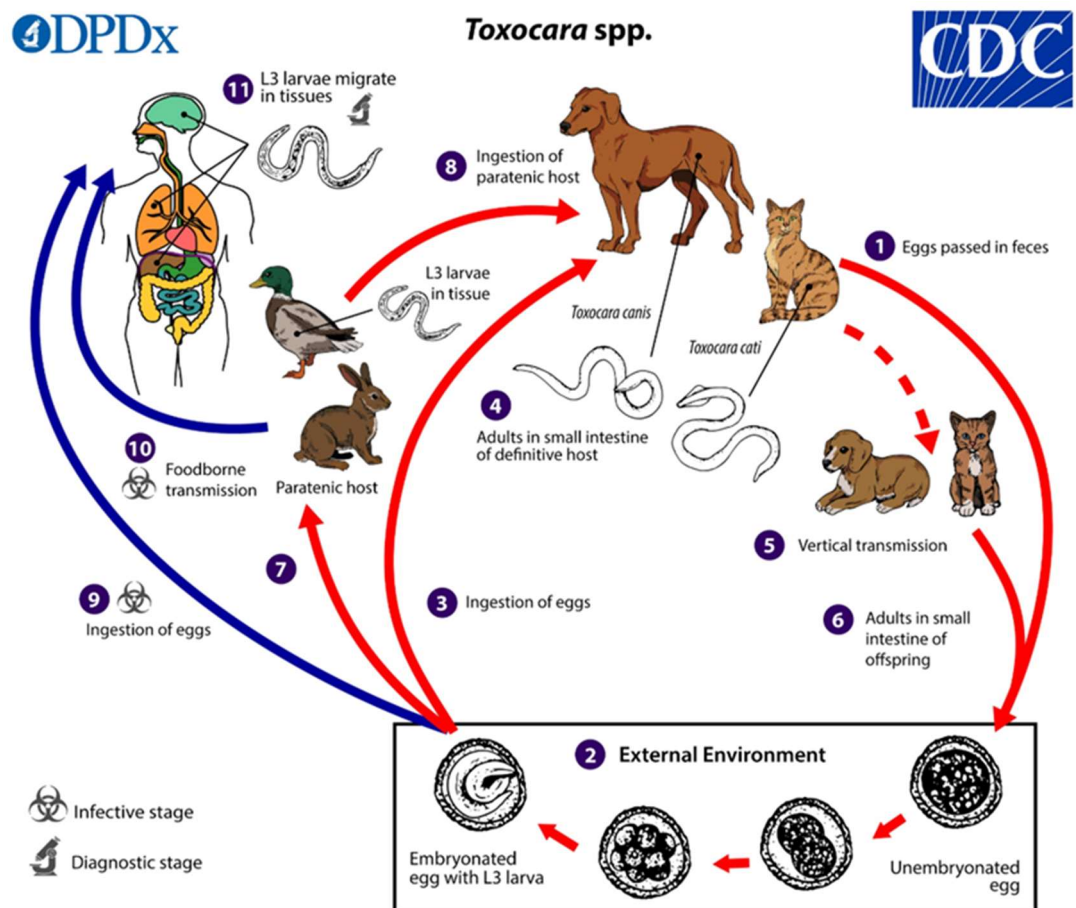 DPDx
Toxocara spp.
CDC
11
L3 larvae migrate
in tissues
8
Ingestion of
paratenic host
1
Eggs passed in feces
L3 larvae
in tissue
Toxocara canis
Toxocara cati
4
Adults in small intestine
of definitive host
10
Foodborne
transmission
Paratenic host
5
Vertical transmission
7
9
Ingestion of eggs
3
Ingestion of eggs
6
Adults in small
intestine of
offspring
2
External Environment
Infective stage
Diagnostic stage
Embryonated
egg with L3 larva
Unembryonated
egg